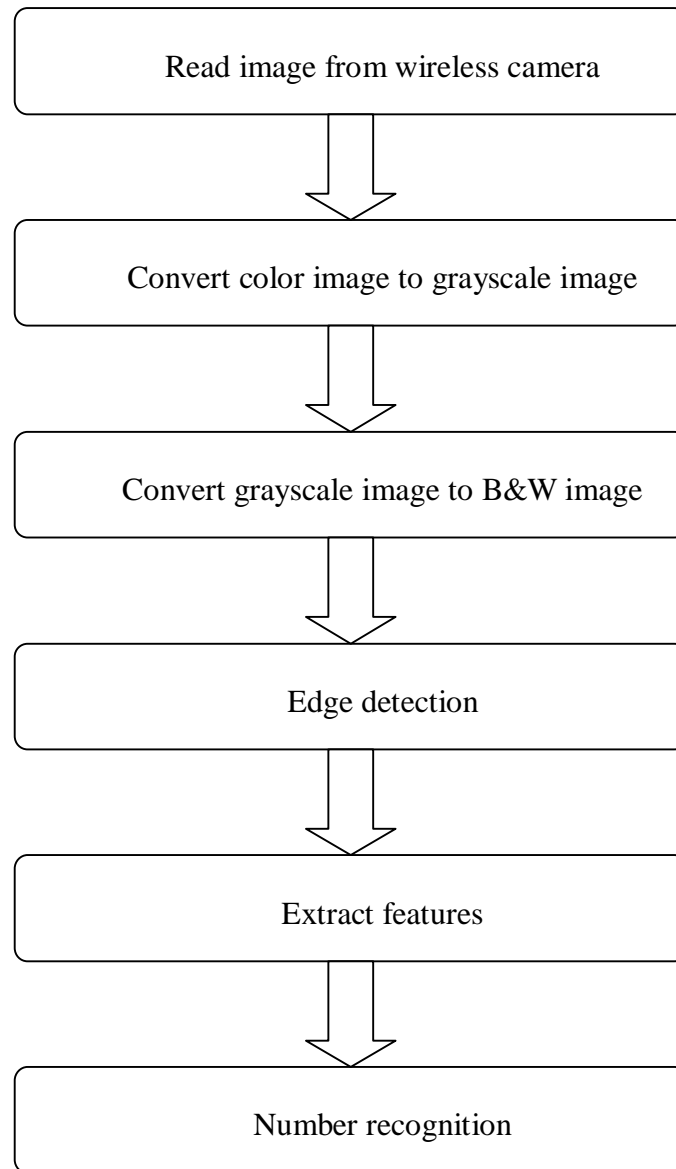 Read image from wireless camera
Convert color image to grayscale image
Convert grayscale image to B&W image
Edge detection
Extract features
Number recognition